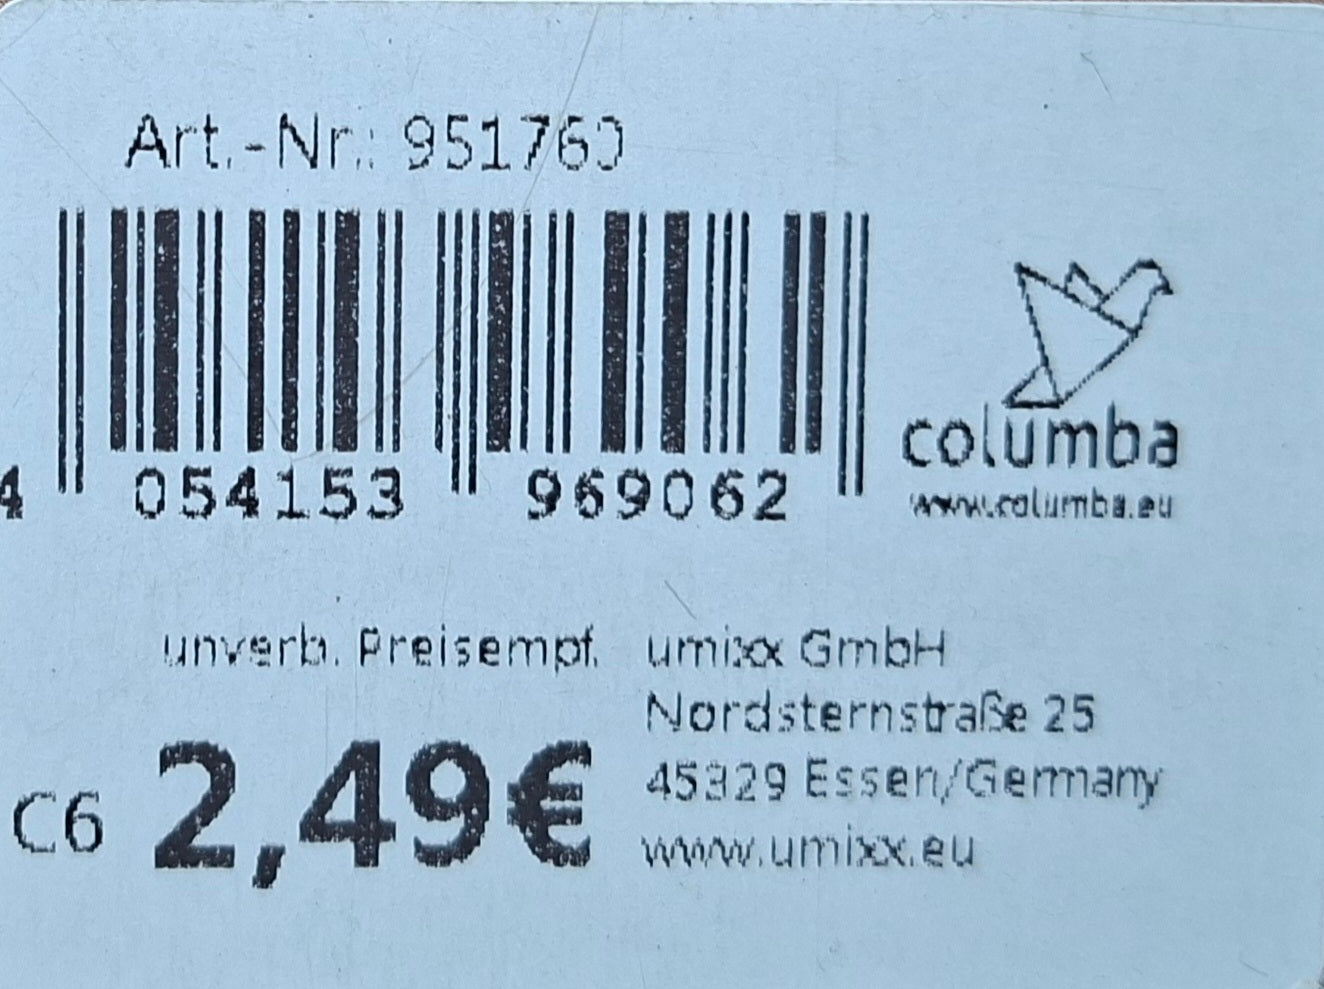 Art.-Nr.: 951760
4 054153 969062
columba
www.columba.eu
unverb. Preisempf.
C6 2,49€
umixx GmbH
Nordsternstraße 25
45329 Essen/Germany
www.umixx.eu